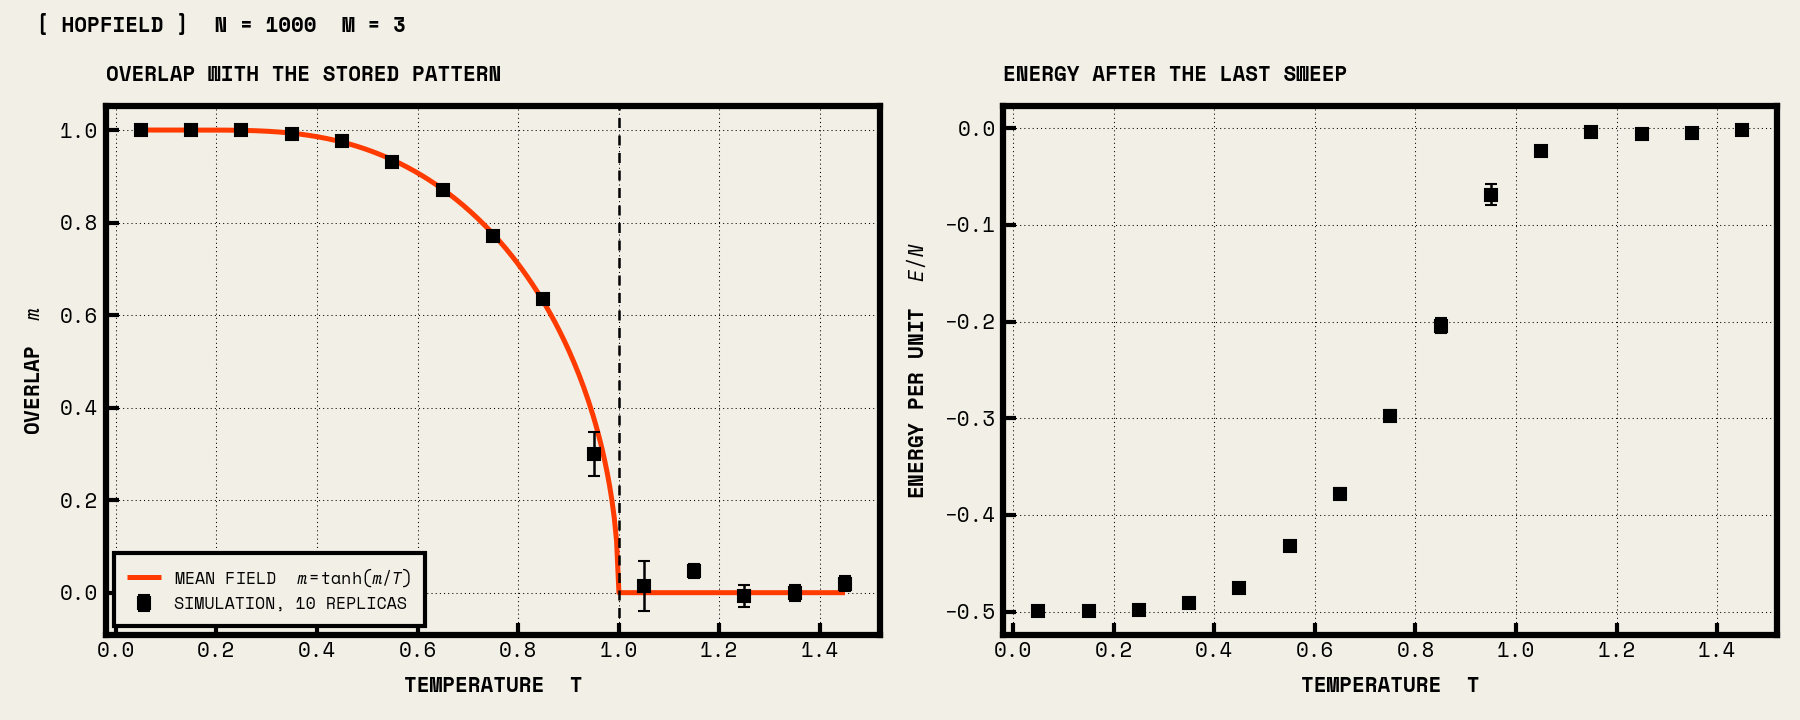 [ HOPFIELD ]  N = 1000  M = 3
OVERLAP WITH THE STORED PATTERN
OVERLAP  m
1.0
0.8
0.6
0.4
0.2
0.0
MEAN FIELD  m=tanh(m/T)
SIMULATION, 10 REPLICAS
0.0 0.2 0.4 0.6 0.8 1.0 1.2 1.4
TEMPERATURE  T
ENERGY AFTER THE LAST SWEEP
ENERGY PER UNIT  E/N
0.0
−0.1
−0.2
−0.3
−0.4
−0.5
0.0 0.2 0.4 0.6 0.8 1.0 1.2 1.4
TEMPERATURE  T